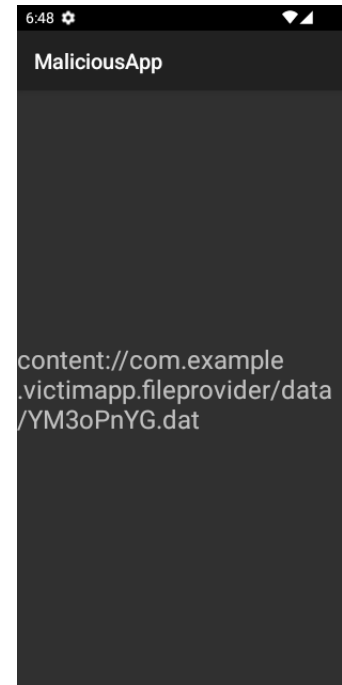 6:48
MaliciousApp
content://com.example
.victimapp.fileprovider/data
/YM3oPnYG.dat